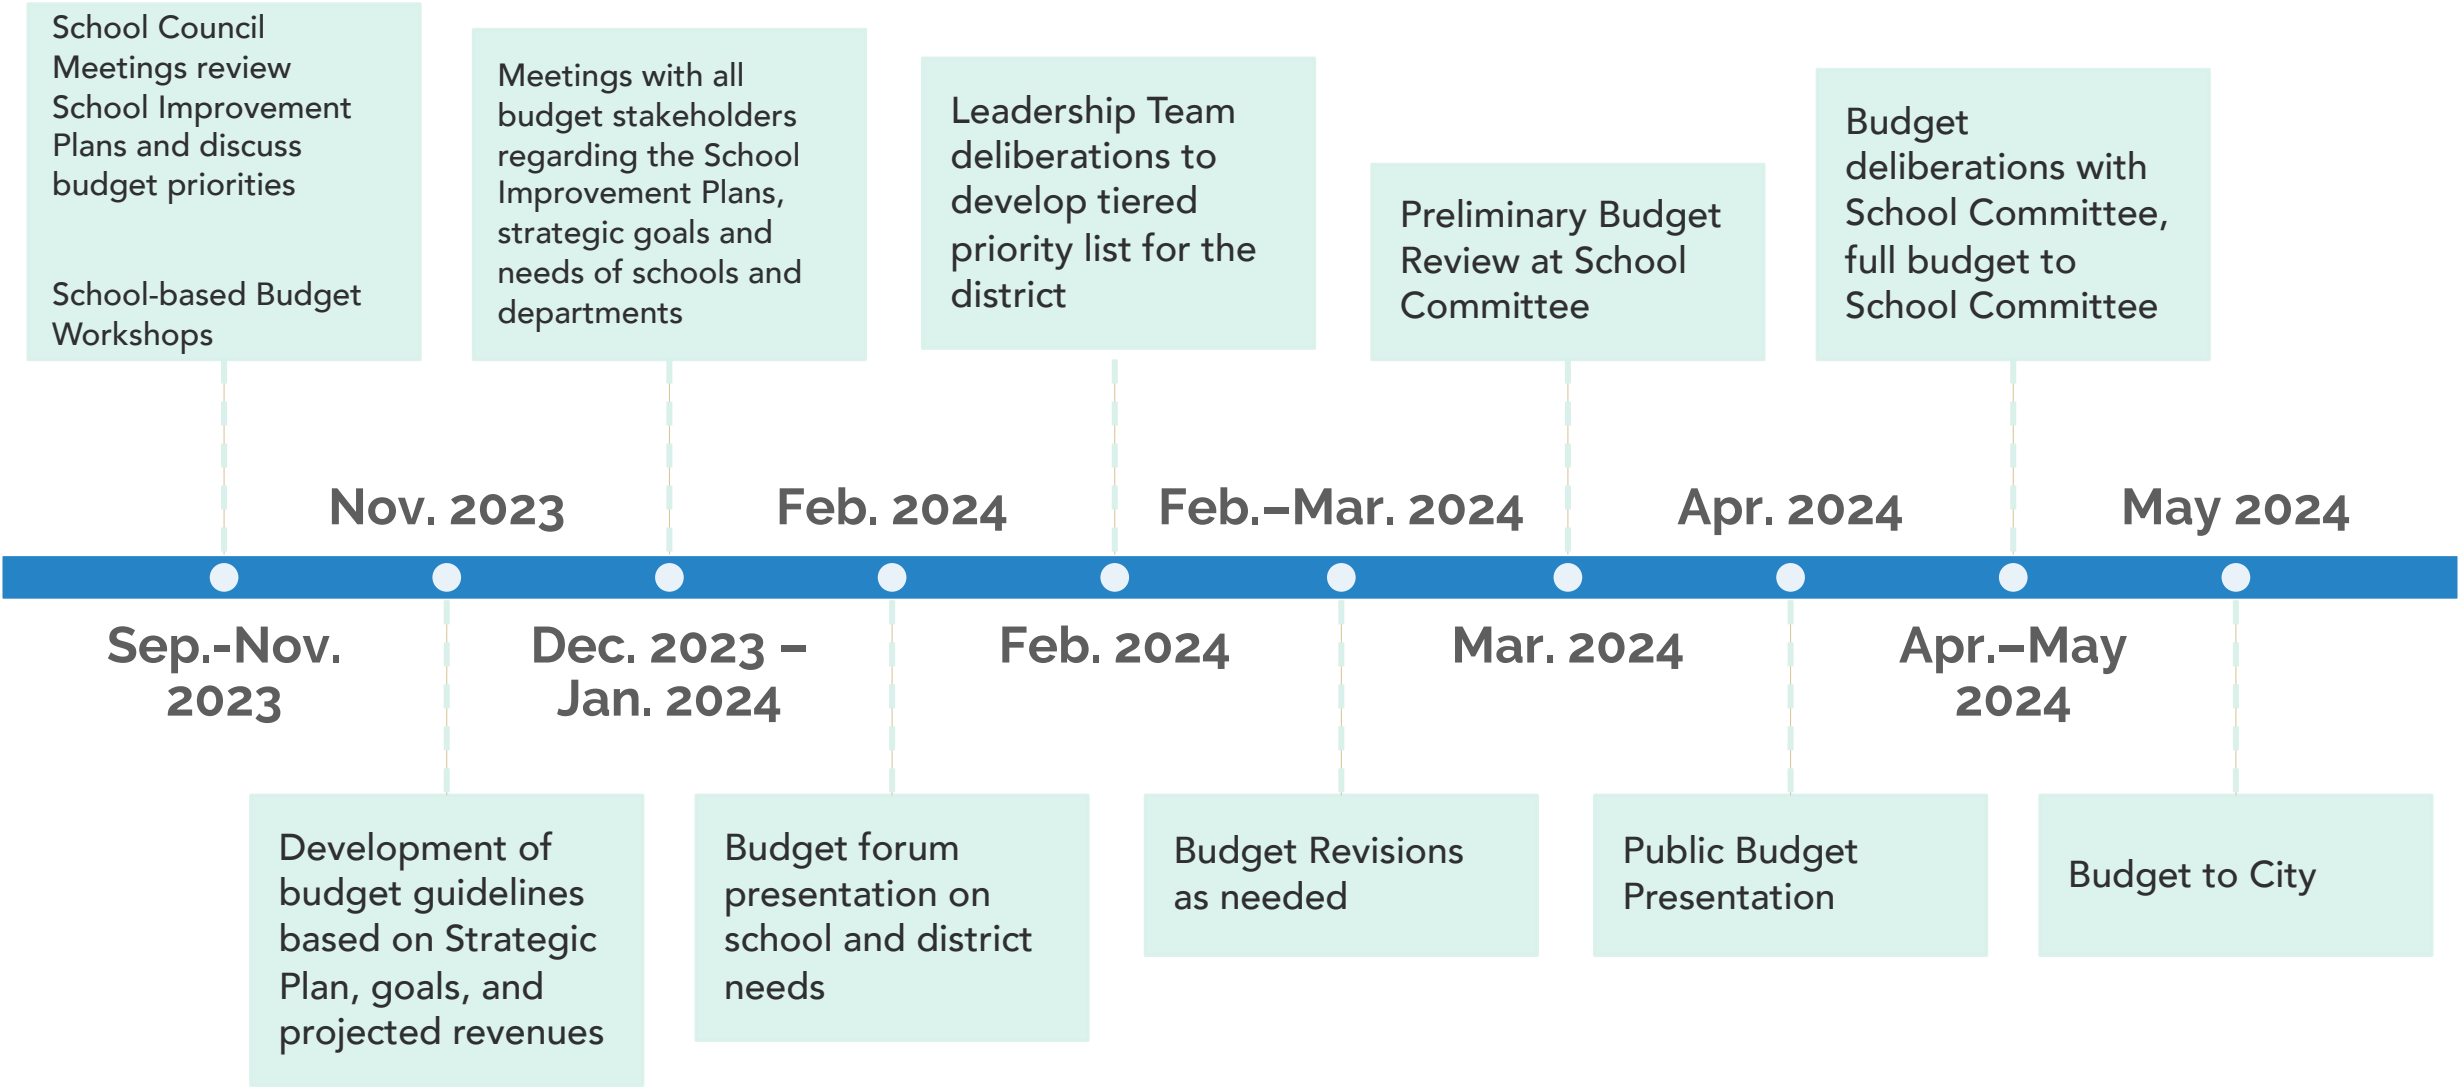 School Council
Meetings review
School Improvement
Plans and discuss
budget priorities
School-based Budget
Workshops
Meetings with all
budget stakeholders
regarding the School
Improvement Plans,
strategic goals and
needs of schools and
departments
Leadership Team
deliberations to
develop tiered
priority list for the
district
Preliminary Budget
Review at School
Committee
Budget
deliberations with
School Committee,
full budget to
School Committee
Nov. 2023
Feb. 2024
Feb.–Mar. 2024
Apr. 2024
May 2024
Sep.-Nov.
2023
Dec. 2023 –
Jan. 2024
Feb. 2024
Mar. 2024
Apr.–May
2024
Development of
budget guidelines
based on Strategic
Plan, goals, and
projected revenues
Budget forum
presentation on
school and district
needs
Budget Revisions
as needed
Public Budget
Presentation
Budget to City